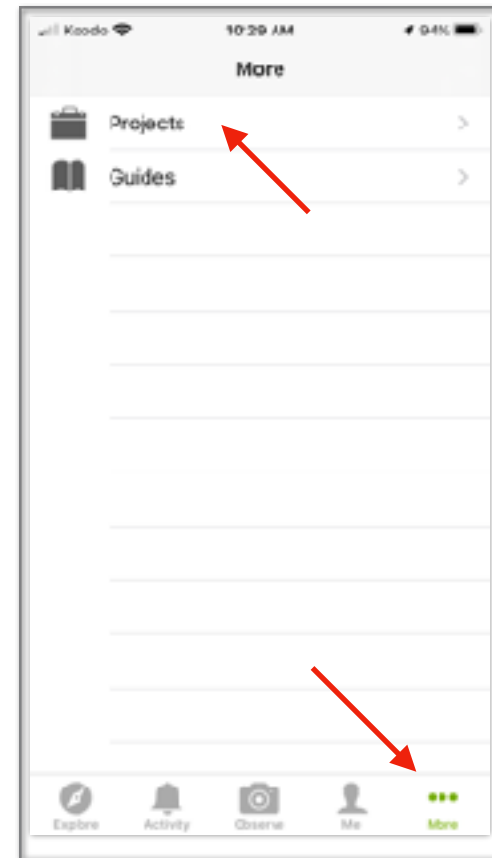 Koodo 10:29 AM 94%
More
Projects
Guides
Explore Activity Observe Me More